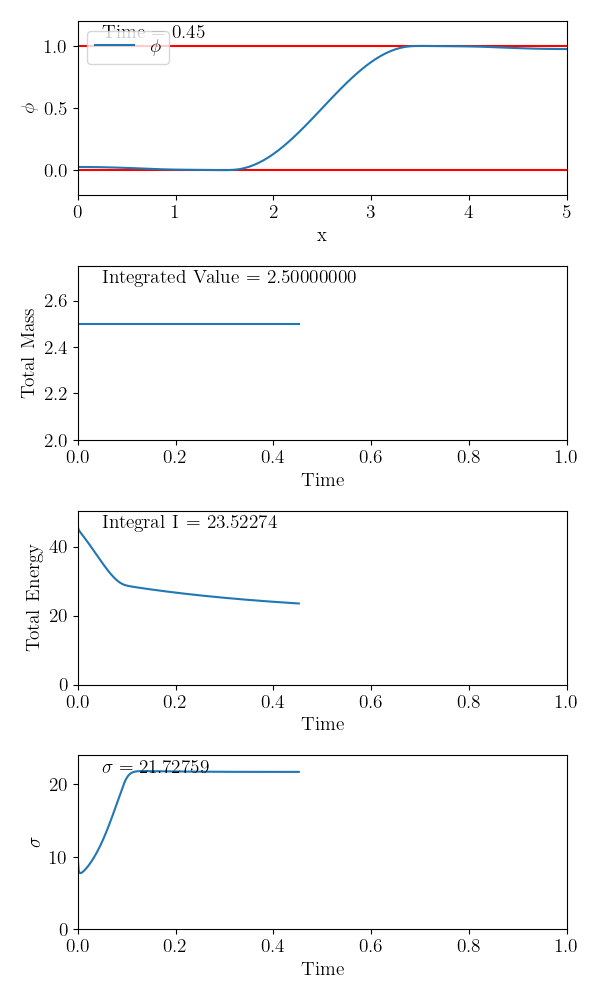 Time = 0.45
ϕ
1.0
0.5
0.0
ϕ
0 1 2 3 4 5
x
Integrated Value = 2.50000000
2.6
2.4
2.2
2.0
Total Mass
0.0 0.2 0.4 0.6 0.8 1.0
Time
Integral I = 23.52274
40
20
0
Total Energy
0.0 0.2 0.4 0.6 0.8 1.0
Time
σ = 21.72759
20
10
0
σ
0.0 0.2 0.4 0.6 0.8 1.0
Time